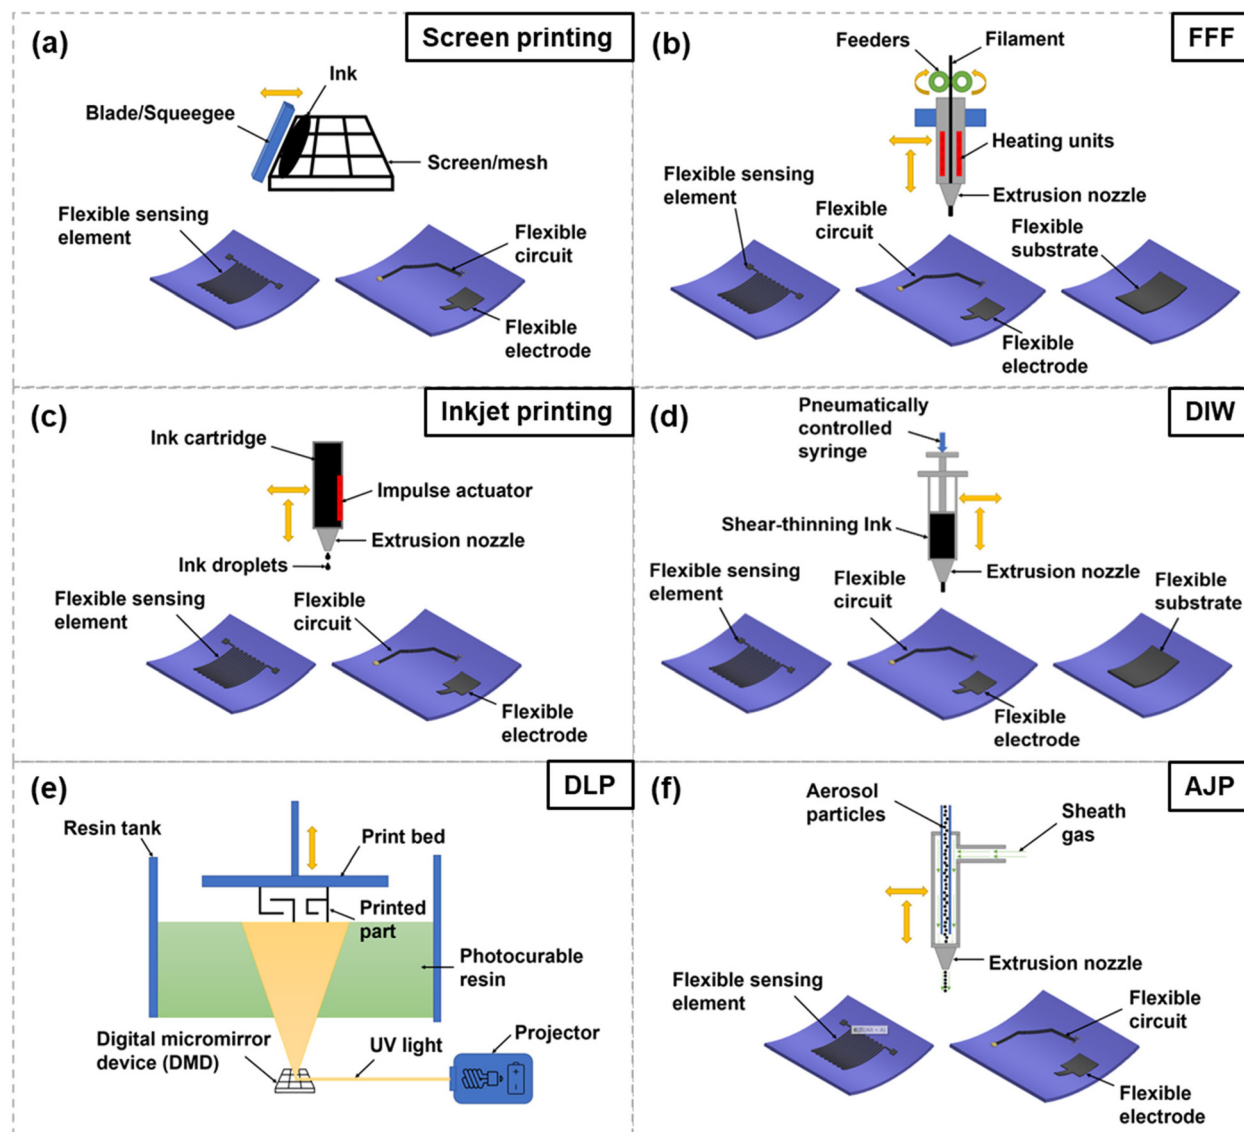 (a)
Screen printing
Ink
Blade/Squeegee
Screen/mesh
Flexible sensing
element
Flexible
circuit
Flexible
electrode
(b)
FFF
Feeders
Filament
Heating units
Extrusion nozzle
Flexible sensing
element
Flexible
circuit
Flexible
substrate
Flexible
electrode
(c)
Inkjet printing
Ink cartridge
Impulse actuator
Extrusion nozzle
Ink droplets
Flexible sensing
element
Flexible
circuit
Flexible
electrode
(d)
DIW
Pneumatically
controlled
syringe
Shear-thinning Ink
Extrusion nozzle
Flexible sensing
element
Flexible
circuit
Flexible
substrate
Flexible
electrode
(e)
DLP
Resin tank
Print bed
Printed
part
Photocurable
resin
Digital micromirror
device (DMD)
UV light
Projector
(f)
AJP
Aerosol
particles
Sheath
gas
Extrusion nozzle
Flexible sensing
element
Flexible
circuit
Flexible
electrode